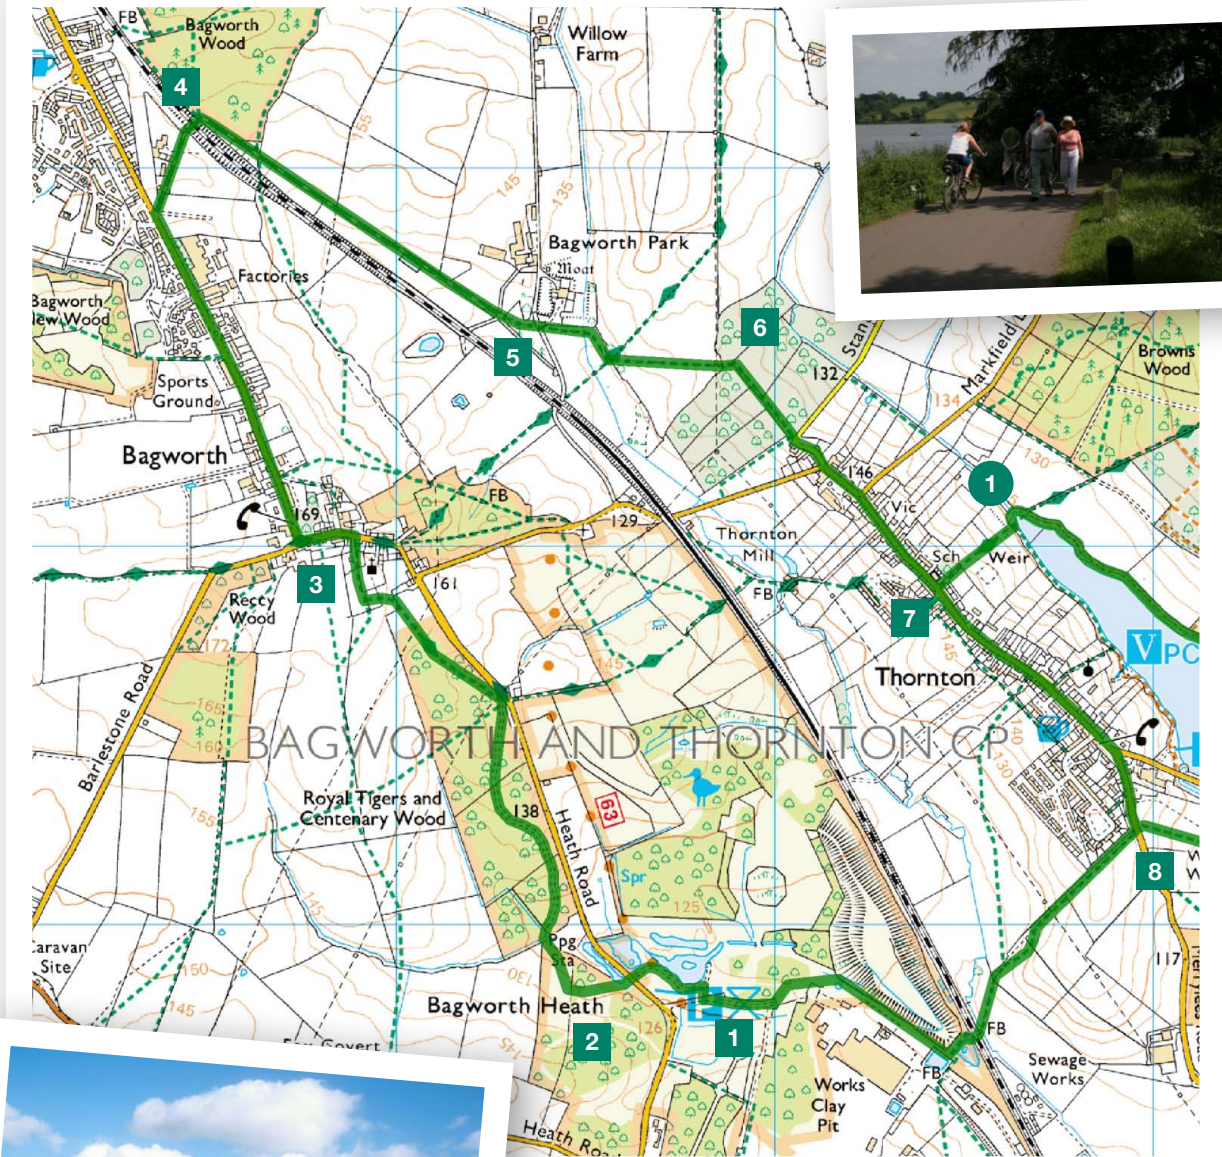 FB
Bagworth
Wood
4
Willow
Farm
155
145
135
Bagworth Park
Moat
Factories
Bagworth
New Wood
Sports
Ground
5
6
132
Browns
Wood
134
Bagworth
FB
146
130
1
169
129
Vic
Thornton
Mill
Sch
Weir
3
161
FB
Reccy
Wood
7
172
145
145
V PC
Thornton
Barlestone Road
165
160
140
BAGWORTH AND THORNTON CP
130
Royal Tigers and
Centenary Wood
155
138
63
Heath Road
Spr
125
8
145
Ppg
Sta
Caravan
Site
150
130
117
145
Bagworth Heath
2
126
1
FB
145
FB
Sewage
Works
Works
Clay
Pit